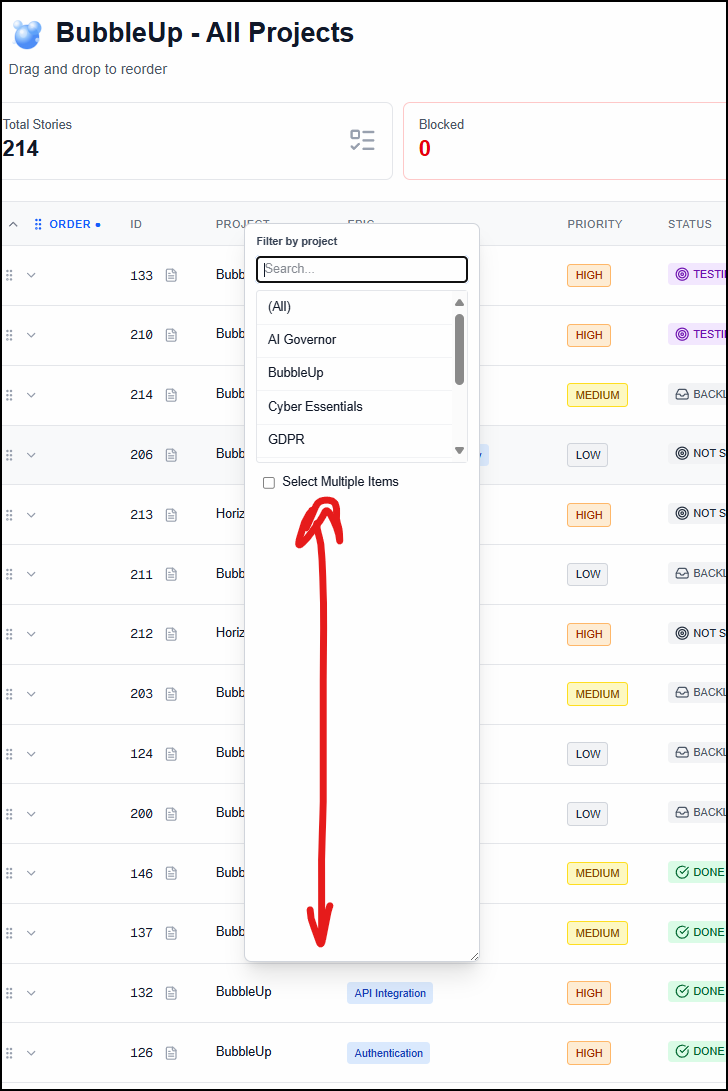 BubbleUp - All Projects
Drag and drop to reorder
Total Stories
214
Blocked
0
ORDER ID PROJECT EPIC PRIORITY STATUS
Filter by project
Search...
(All)
AI Governor
BubbleUp
Cyber Essentials
GDPR
Select Multiple Items
133 Bubb HIGH TESTI
210 Bubb HIGH TESTI
214 Bubb MEDIUM BACKL
206 Bubb LOW NOT S
213 Horiz HIGH NOT S
211 Bubb LOW BACKL
212 Horiz HIGH NOT S
203 Bubb MEDIUM BACKL
124 Bubb LOW BACKL
200 Bubb LOW BACKL
146 Bubb MEDIUM DONE
137 Bubb MEDIUM DONE
132 BubbleUp API Integration HIGH DONE
126 BubbleUp Authentication HIGH DONE